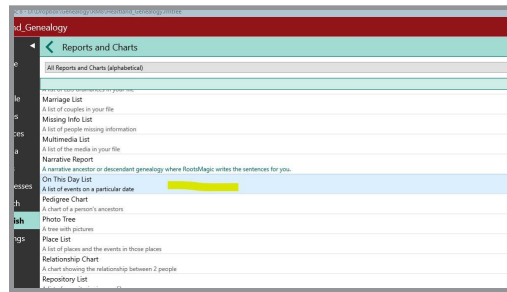 nd_Genealogy
Reports and Charts
All Reports and Charts (alphabetical)
Marriage List
A list of couples in your file
Missing Info List
A list of people missing information
Multimedia List
A list of the media in your file
Narrative Report
A narrative ancestor or descendant genealogy where RootsMagic writes the sentences for you.
On This Day List
A list of events on a particular date
Pedigree Chart
A chart of a person's ancestors
Photo Tree
A tree with pictures
Place List
A list of places and the events in those places
Relationship Chart
A chart showing the relationship between 2 people
Repository List
e
le
s
ces
a
esses
ch
ish
ngs